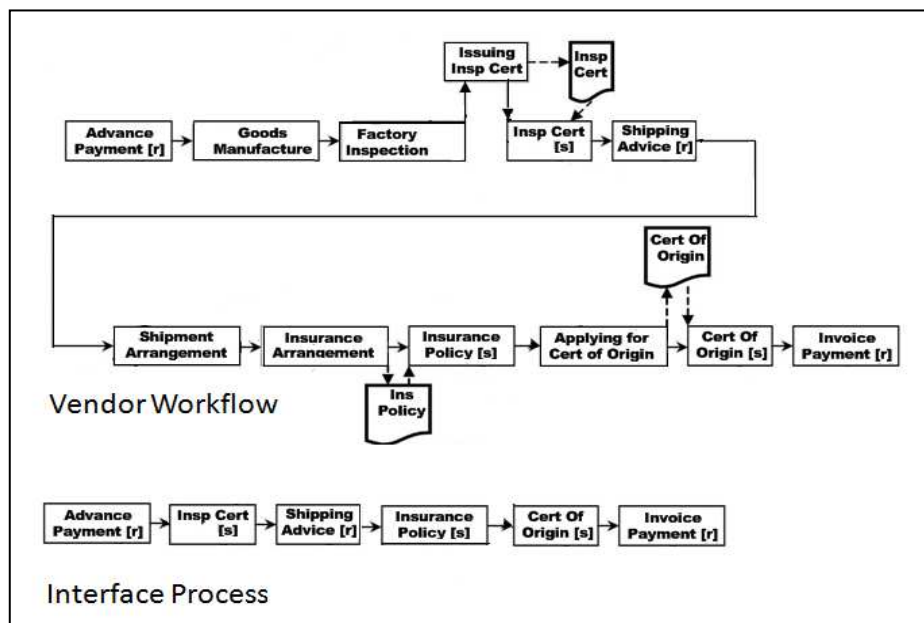 Issuing
Insp Cert
Insp
Cert
Advance
Payment [r]
Goods
Manufacture
Factory
Inspection
Insp Cert
[s]
Shipping
Advice [r]
Cert Of
Origin
Shipment
Arrangement
Insurance
Arrangement
Insurance
Policy [s]
Applying for
Cert of Origin
Cert Of
Origin [s]
Invoice
Payment [r]
Ins
Policy
Vendor Workflow
Advance
Payment [r]
Insp Cert
[s]
Shipping
Advice [r]
Insurance
Policy [s]
Cert Of
Origin [s]
Invoice
Payment [r]
Interface Process